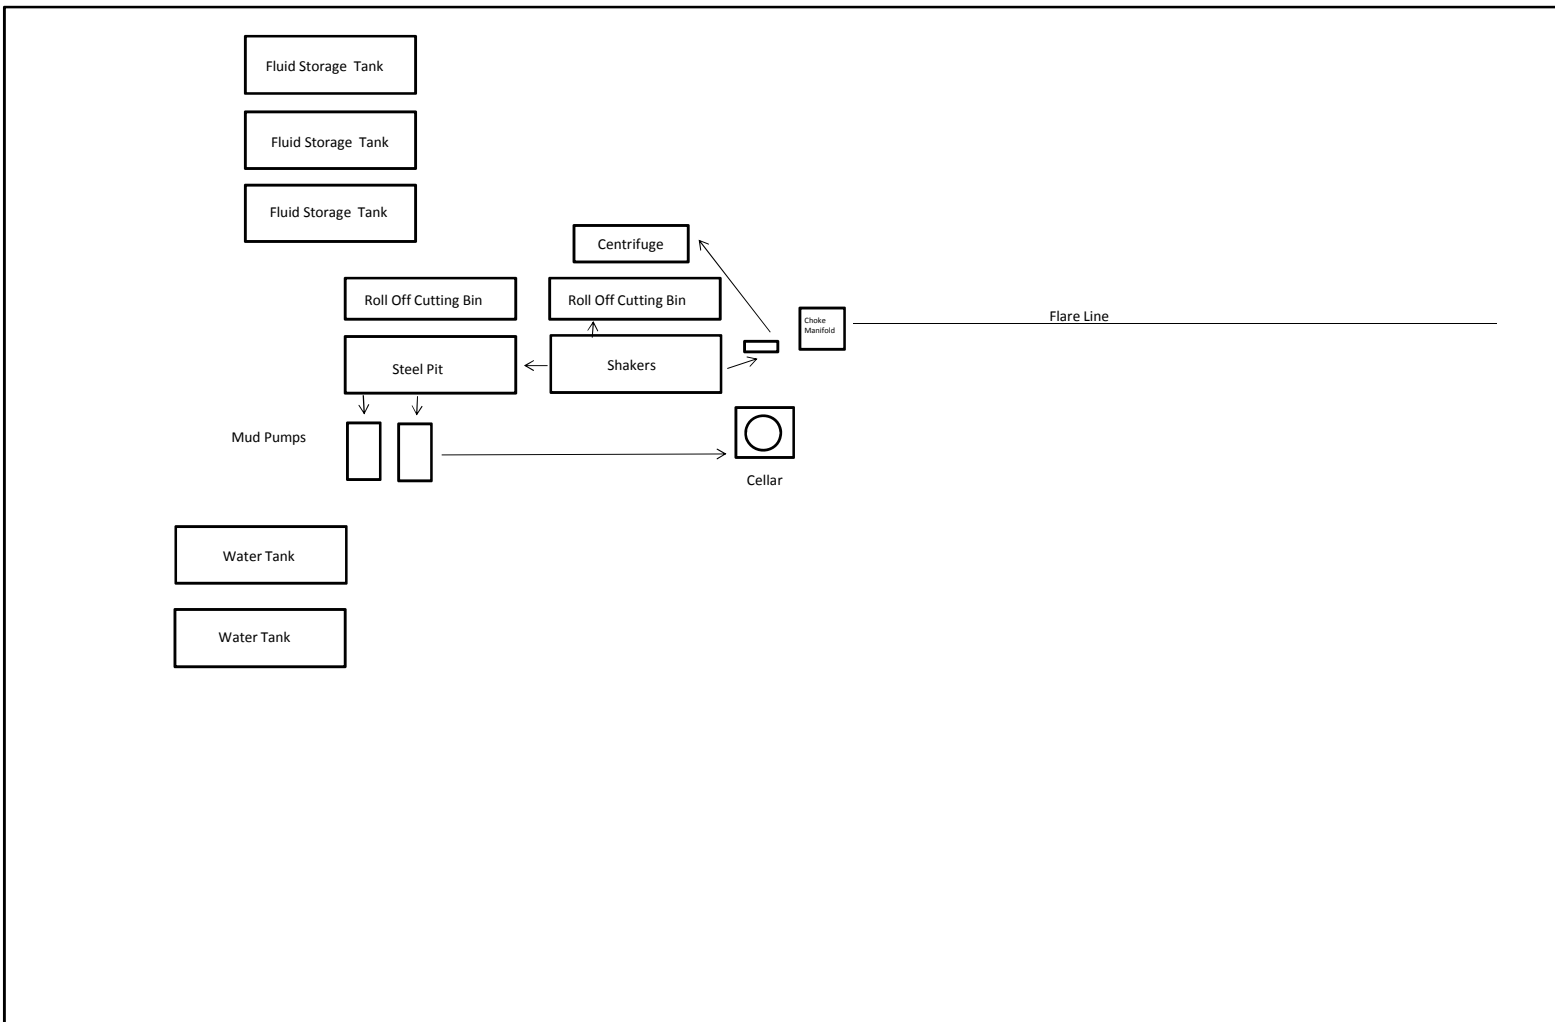 Fluid Storage Tank
Fluid Storage Tank
Fluid Storage Tank
Centrifuge
Roll Off Cutting Bin
Roll Off Cutting Bin
Choke
Manifold
Flare Line
Steel Pit
Shakers
Mud Pumps
Cellar
Water Tank
Water Tank